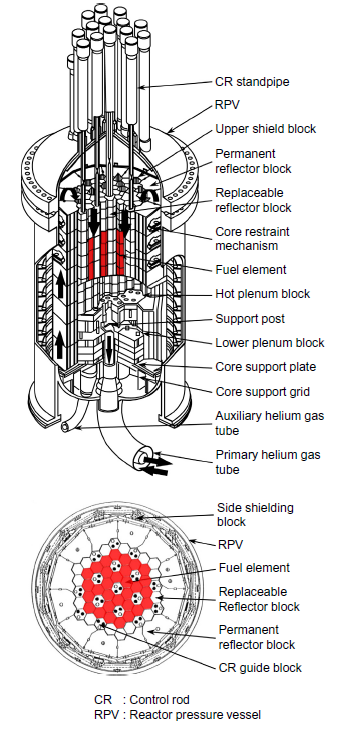 CR standpipe
RPV
Upper shield block
Permanent
reflector block
Replaceable
reflector block
Core restraint
mechanism
Fuel element
Hot plenum block
Support post
Lower plenum block
Core support plate
Core support grid
Auxiliary helium gas
tube
Primary helium gas
tube
Side shielding
block
RPV
Fuel element
Replaceable
Reflector block
Permanent
reflector block
CR guide block
CR : Control rod
RPV : Reactor pressure vessel